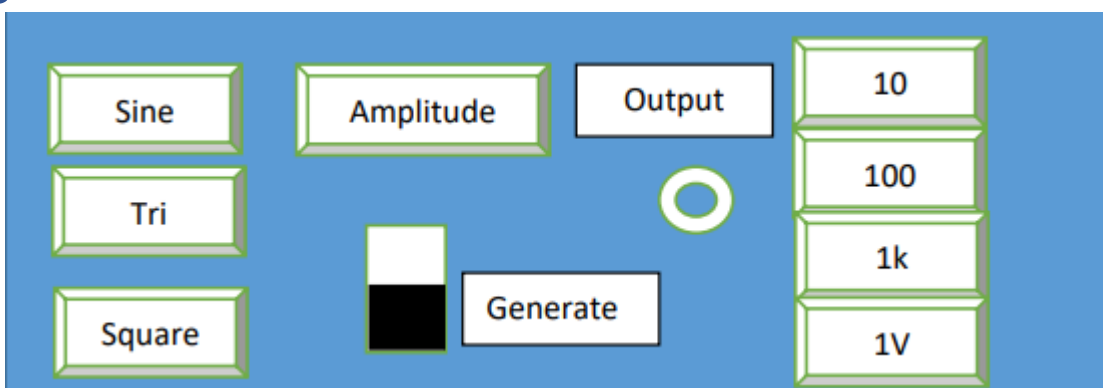 Sine
Amplitude
Output
10
Tri
100
1k
Generate
Square
1V